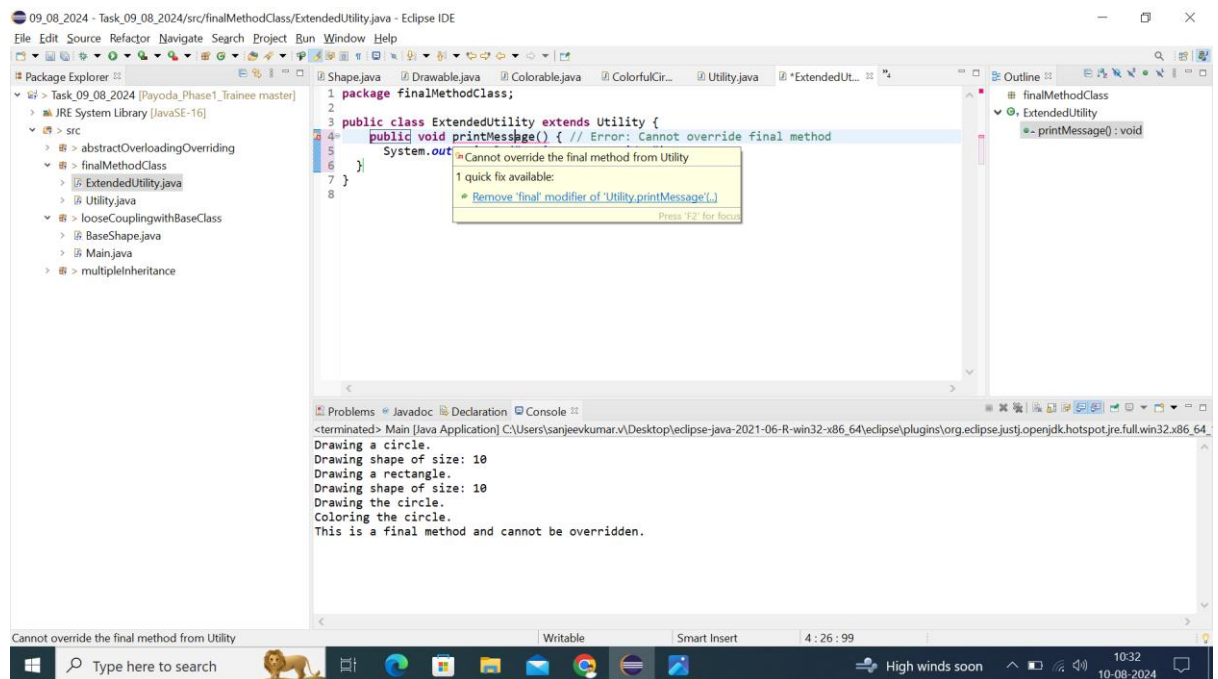 09_08_2024 - Task_09_08_2024/src/finalMethodClass/ExtendedUtility.java - Eclipse IDE
File Edit Source Refactor Navigate Search Project Run Window Help
Package Explorer
> Task_09_08_2024 [Payoda_Phase1_Trainee master]
JRE System Library [JavaSE-16]
> src
> abstractOverloadingOverriding
> finalMethodClass
> ExtendedUtility.java
> Utility.java
> looseCouplingwithBaseClass
> BaseShape.java
> Main.java
> multipleInheritance
Shape.java Drawable.java Colorable.java ColorfulCir... Utility.java *ExtendedUt... "4
1 package finalMethodClass;
2
3 public class ExtendedUtility extends Utility {
4 public void printMessage() { // Error: Cannot override final method
5 System.out
6 }
7 }
8
Cannot override the final method from Utility
1 quick fix available:
Remove 'final' modifier of 'Utility.printMessage'(..)
Press 'F2' for focus
Outline
finalMethodClass
ExtendedUtility
printMessage() : void
Problems Javadoc Declaration Console
<terminated> Main [Java Application] C:\Users\sanjeevkumar.v\Desktop\eclipse-java-2021-06-R-win32-x86_64\eclipse\plugins\org.eclipse.justj.openjdk.hotspot.jre.full.win32.x86_64_
Drawing a circle.
Drawing shape of size: 10
Drawing a rectangle.
Drawing shape of size: 10
Drawing the circle.
Coloring the circle.
This is a final method and cannot be overridden.
Cannot override the final method from Utility Writable Smart Insert 4 : 26 : 99
Type here to search High winds soon 10:32
10-08-2024